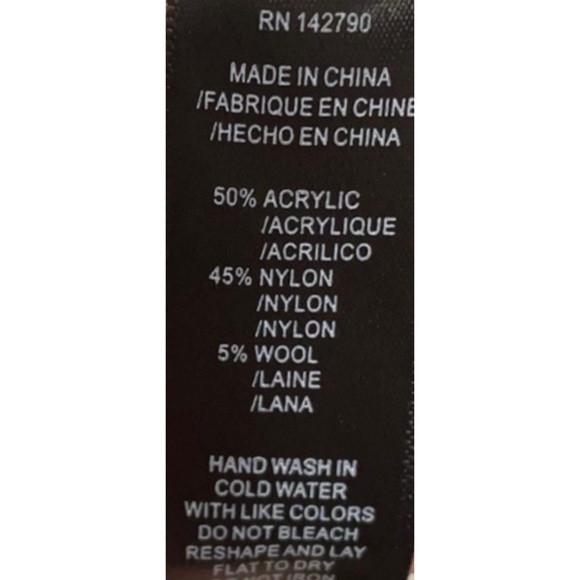 RN 142790
MADE IN CHINA
/FABRIQUE EN CHINE
/HECHO EN CHINA
50% ACRYLIC
/ACRYLIQUE
/ACRILICO
45% NYLON
/NYLON
/NYLON
5% WOOL
/LAINE
/LANA
HAND WASH IN
COLD WATER
WITH LIKE COLORS
DO NOT BLEACH
RESHAPE AND LAY
FLAT TO DRY
NOT IRON